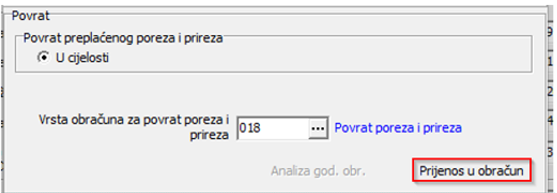 Povrat
Povrat preplaćenog poreza i prireza
U cijelosti
Vrsta obračuna za povrat poreza i
prireza 018 ... Povrat poreza i prireza
Analiza god. obr. Prijenos u obračun